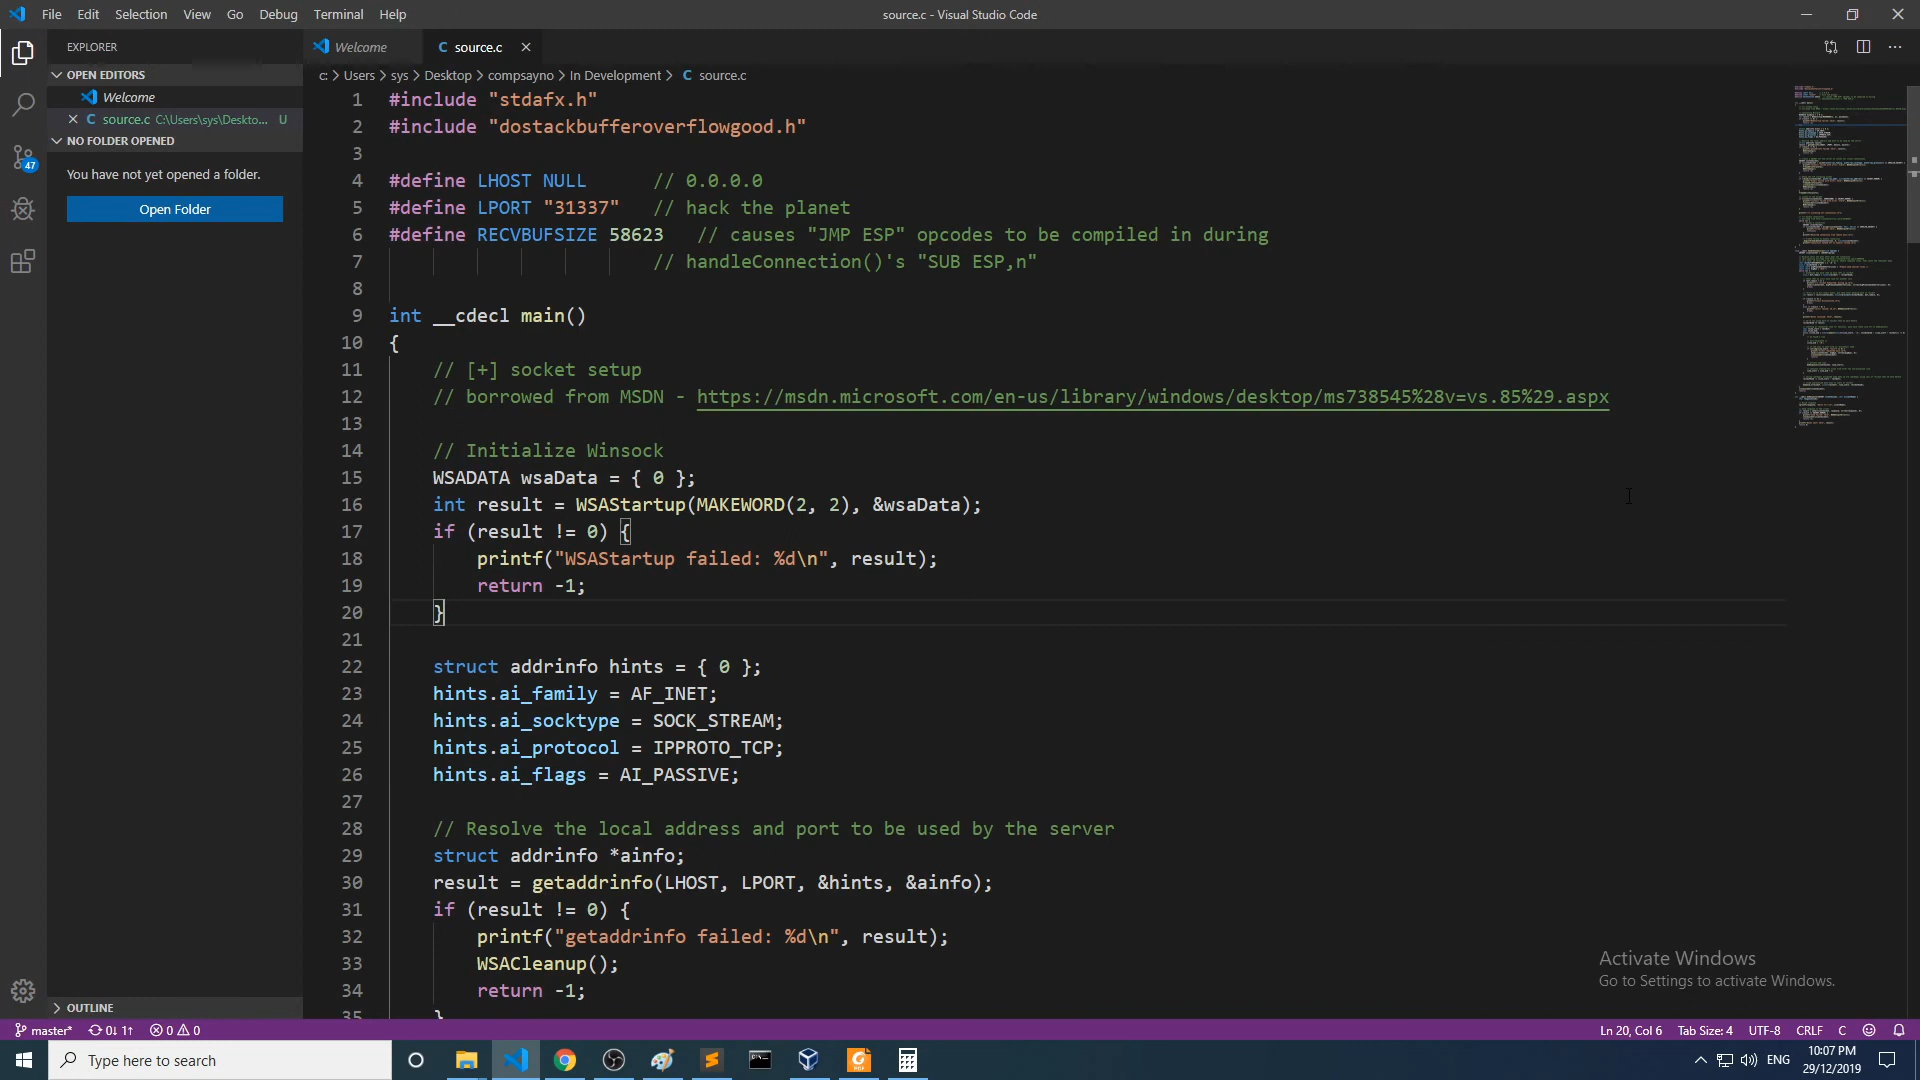 File Edit Selection View Go Debug Terminal Help
source.c - Visual Studio Code
EXPLORER
OPEN EDITORS
Welcome
source.c C:\Users\sys\Deskto... U
NO FOLDER OPENED
You have not yet opened a folder.
Open Folder
OUTLINE
47
Welcome
C source.c
c: > Users > sys > Desktop > compsayno > In Development > C source.c
1 #include "stdafx.h"
2 #include "dostackbufferoverflowgood.h"
3
4 #define LHOST NULL // 0.0.0.0
5 #define LPORT "31337" // hack the planet
6 #define RECVBUFSIZE 58623 // causes "JMP ESP" opcodes to be compiled in during
7 // handleConnection()'s "SUB ESP,n"
8
9 int __cdecl main()
10 {
11 // [+] socket setup
12 // borrowed from MSDN - https://msdn.microsoft.com/en-us/library/windows/desktop/ms738545%28v=vs.85%29.aspx
13
14 // Initialize Winsock
15 WSADATA wsaData = { 0 };
16 int result = WSAStartup(MAKEWORD(2, 2), &wsaData);
17 if (result != 0) {
18 printf("WSAStartup failed: %d\n", result);
19 return -1;
20 }
21
22 struct addrinfo hints = { 0 };
23 hints.ai_family = AF_INET;
24 hints.ai_socktype = SOCK_STREAM;
25 hints.ai_protocol = IPPROTO_TCP;
26 hints.ai_flags = AI_PASSIVE;
27
28 // Resolve the local address and port to be used by the server
29 struct addrinfo *ainfo;
30 result = getaddrinfo(LHOST, LPORT, &hints, &ainfo);
31 if (result != 0) {
32 printf("getaddrinfo failed: %d\n", result);
33 WSACleanup();
34 return -1;
35 }
Activate Windows
Go to Settings to activate Windows.
master* 0↓ 1↑ 0 0
Ln 20, Col 6 Tab Size: 4 UTF-8 CRLF C
Type here to search
ENG
10:07 PM
29/12/2019